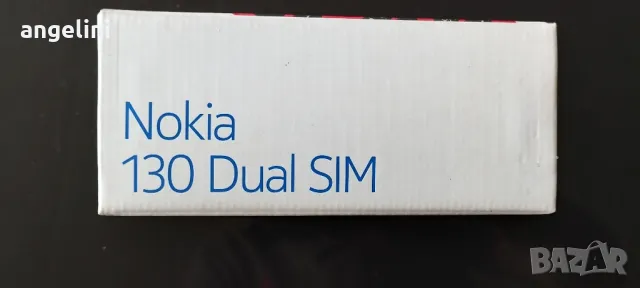 angelini
Nokia
130 Dual SIM
BAZAR